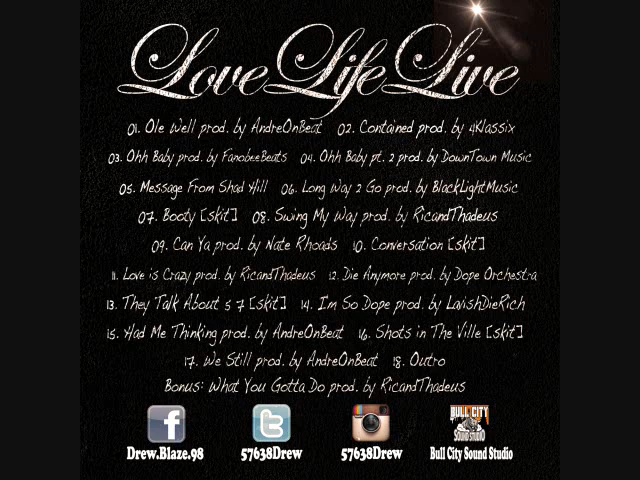 Love Life Live
01. Ole Well prod. by AndreOnBeat 02. Contained prod. by 4Klassix
03. Ohh Baby prod. by FanobeeBeats 04. Ohh Baby pt. 2 prod. by DownTown Music
05. Message From Shad Hill 06. Long Way 2 Go prod. by BlackLightMusic
07. Booty [skit] 08. Swing My Way prod. by RicandThadeus
09. Can Ya prod. by Nate Rhoads 10. Conversation [skit]
11. Love is Crazy prod. by RicandThadeus 12. Die Anymore prod. by Dope Orchestra
13. They Talk About 5 7 [skit] 14. I'm So Dope prod. by LavishDieRich
15. Had Me Thinking prod. by AndreOnBeat 16. Shots in The Ville [skit]
17. We Still prod. by AndreOnBeat 18. Outro
Bonus: What You Gotta Do prod. by RicandThadeus
BULL CITY
SOUND STUDIO
Drew.Blaze.98 57638Drew 57638Drew Bull City Sound Studio